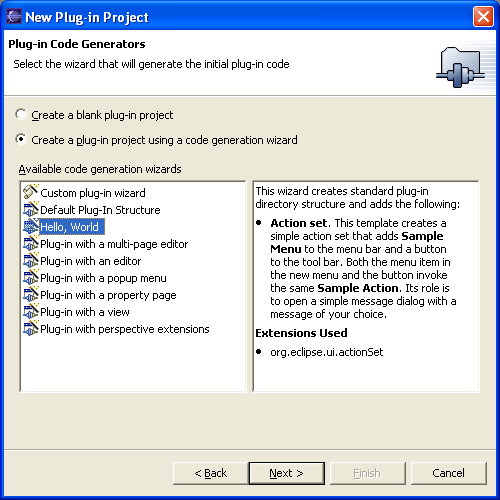 New Plug-in Project
Plug-in Code Generators
Select the wizard that will generate the initial plug-in code
Create a blank plug-in project
Create a plug-in project using a code generation wizard
Available code generation wizards
Custom plug-in wizard
Default Plug-In Structure
Hello, World
Plug-in with a multi-page editor
Plug-in with an editor
Plug-in with a popup menu
Plug-in with a property page
Plug-in with a view
Plug-in with perspective extensions
This wizard creates standard plug-in
directory structure and adds the following:
• Action set. This template creates a
simple action set that adds Sample
Menu to the menu bar and a button
to the tool bar. Both the menu item in
the new menu and the button invoke
the same Sample Action. Its role is
to open a simple message dialog with a
message of your choice.
Extensions Used
• org.eclipse.ui.actionSet
< Back
Next >
Finish
Cancel